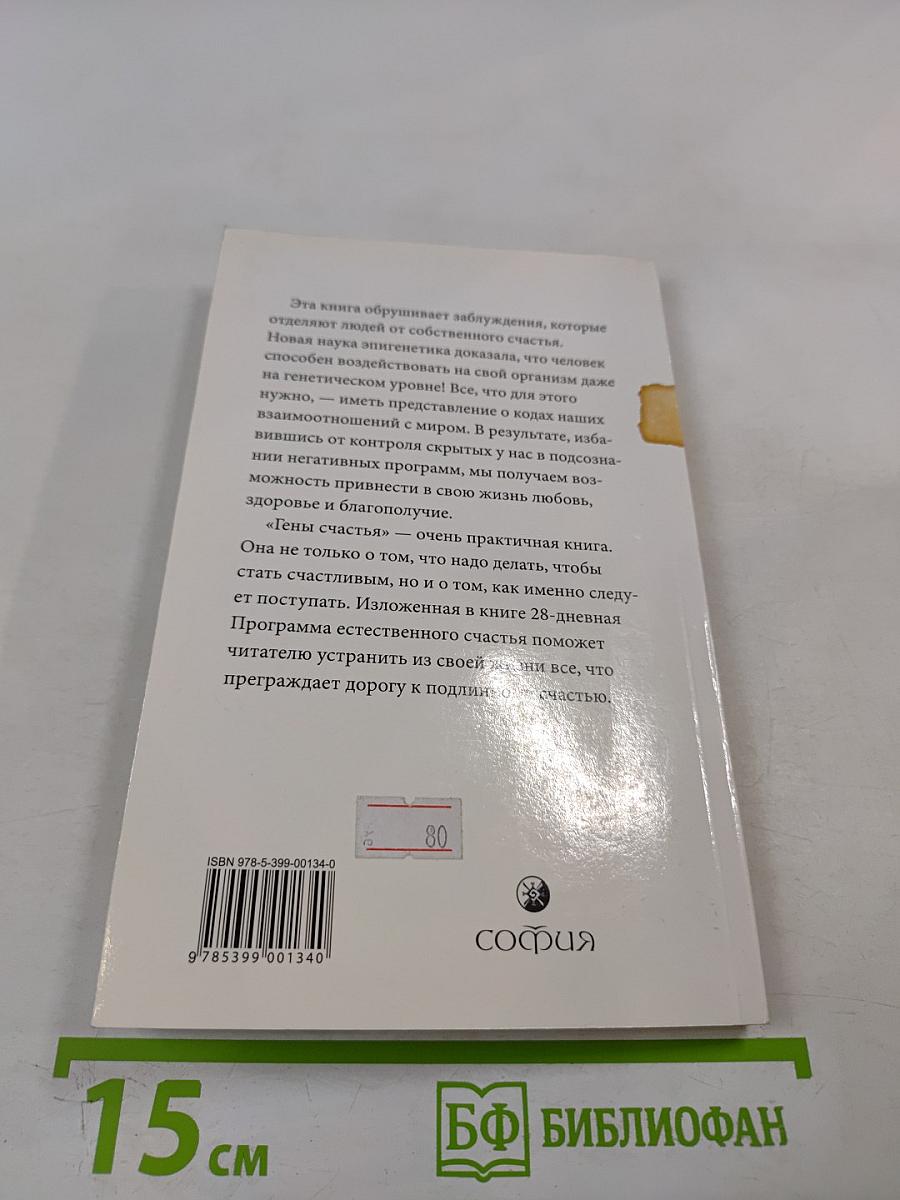 Эта книга обрушивает заблуждения, которые
отделяют людей от собственного счастья.
Новая наука эпигенетика доказала, что человек
способен воздействовать на свой организм даже
на генетическом уровне! Все, что для этого
нужно, — иметь представление о кодах наших
взаимоотношений с миром. В результате, изба-
вившись от контроля скрытых у нас в подсозна-
нии негативных программ, мы получаем воз-
можность привнести в свою жизнь любовь,
здоровье и благополучие.
«Гены счастья» — очень практичная книга.
Она не только о том, что надо делать, чтобы
стать счастливым, но и о том, как именно следу-
ет поступать. Изложенная в книге 28-дневная
Программа естественного счастья поможет
читателю устранить из своей жизни все, что
преграждает дорогу к подлинному счастью.
80
ISBN 978-5-399-00134-0
9 785399 001340
СОФИЯ
15 см
БФ БИБЛИОФАН